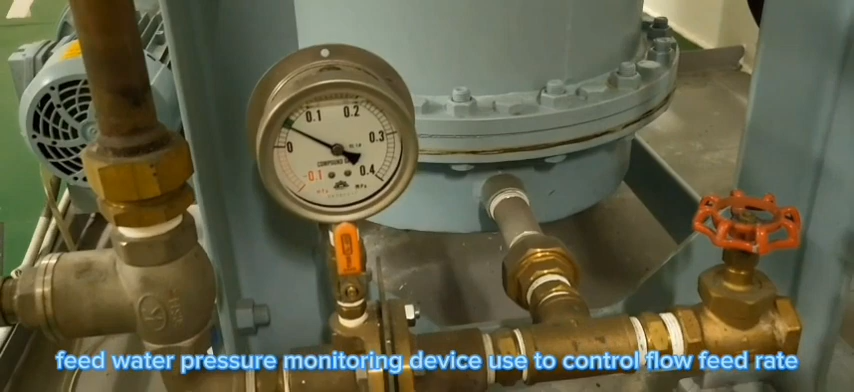 0.1 0.2
0 0.3
-0.1 0.4
COMPOUND
MPa
feed water pressure monitoring device use to control flow feed rate